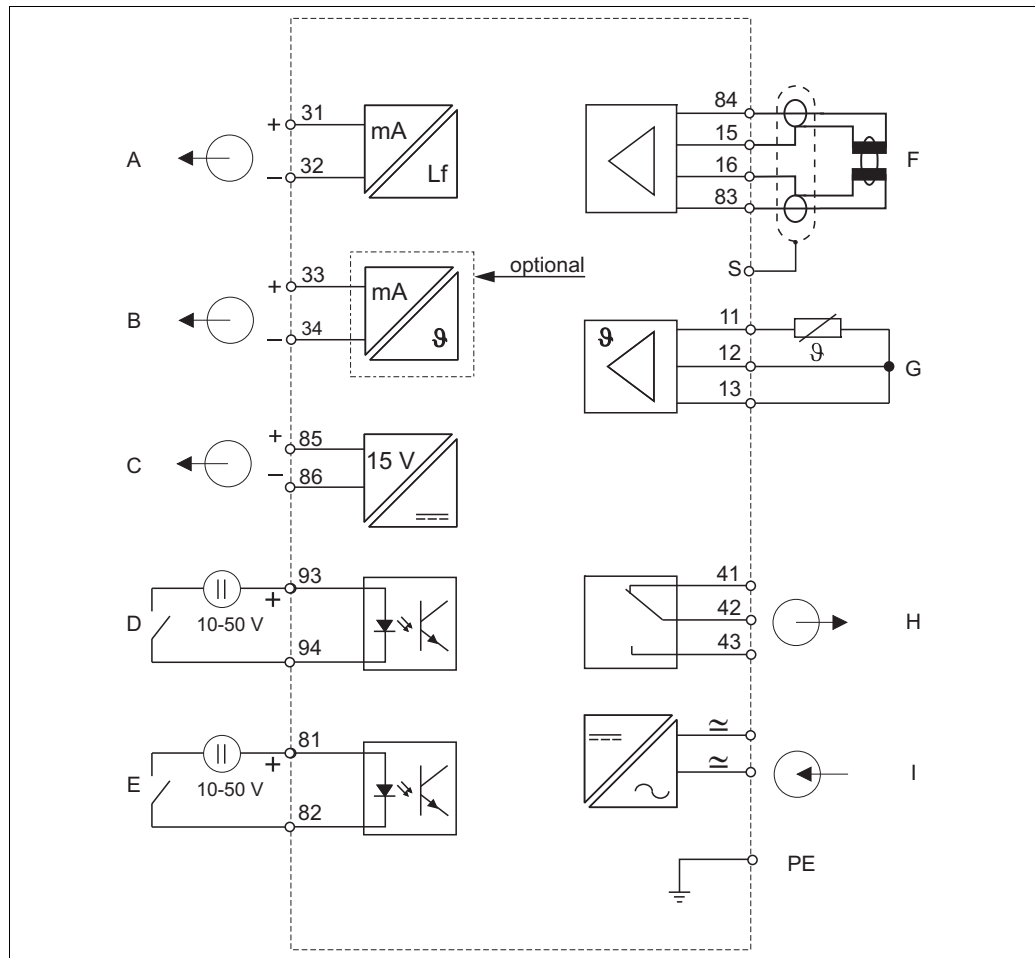 A
+ 31
− 32
mA
Lf
B
+ 33
− 34
mA
ϑ
optional
C
+ 85
− 86
15 V
D
93
+
10-50 V
94
E
81
+
10-50 V
82
84
15
16
83
F
S
ϑ
11
12
13
ϑ
G
41
42
43
H
≃
≃
I
PE